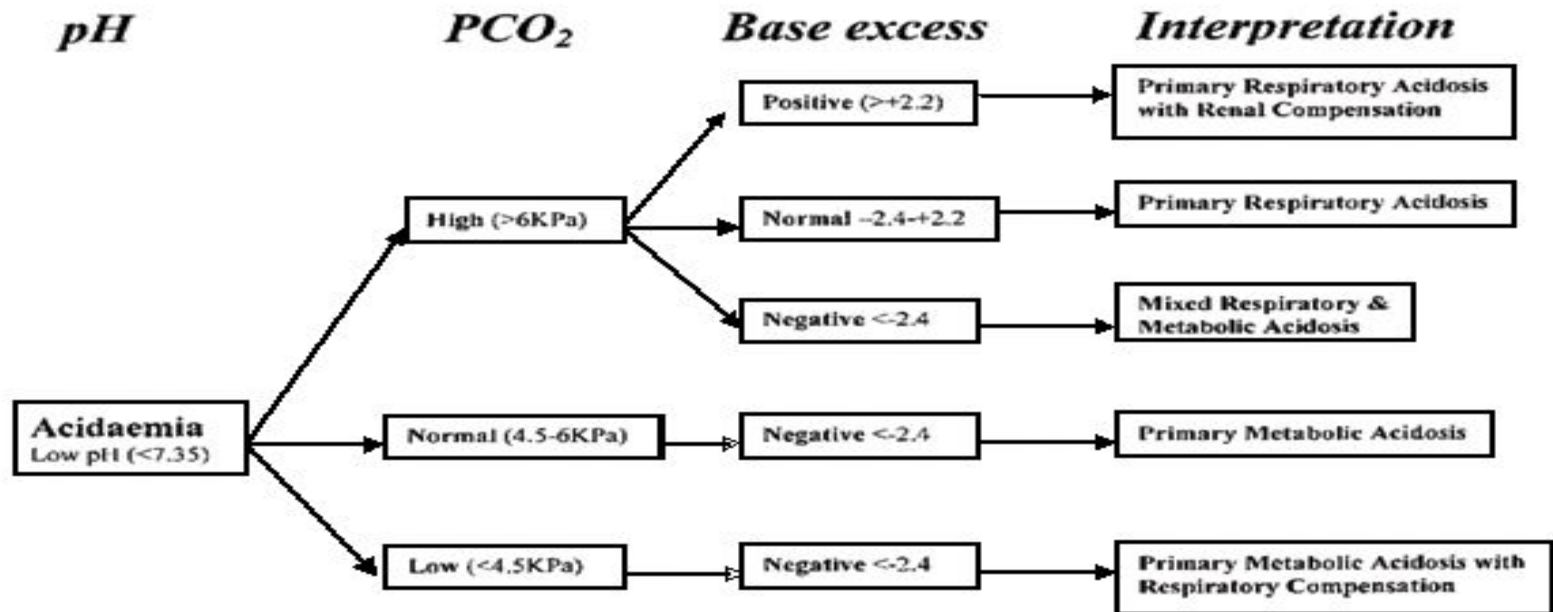 pH PCO₂ Base excess Interpretation
Positive (>+2.2)
Primary Respiratory Acidosis
with Renal Compensation
High (>6KPa)
Normal –2.4-+2.2
Primary Respiratory Acidosis
Negative <-2.4
Mixed Respiratory &
Metabolic Acidosis
Acidaemia
Low pH (<7.35)
Normal (4.5-6KPa)
Negative <-2.4
Primary Metabolic Acidosis
Low (<4.5KPa)
Negative <-2.4
Primary Metabolic Acidosis with
Respiratory Compensation